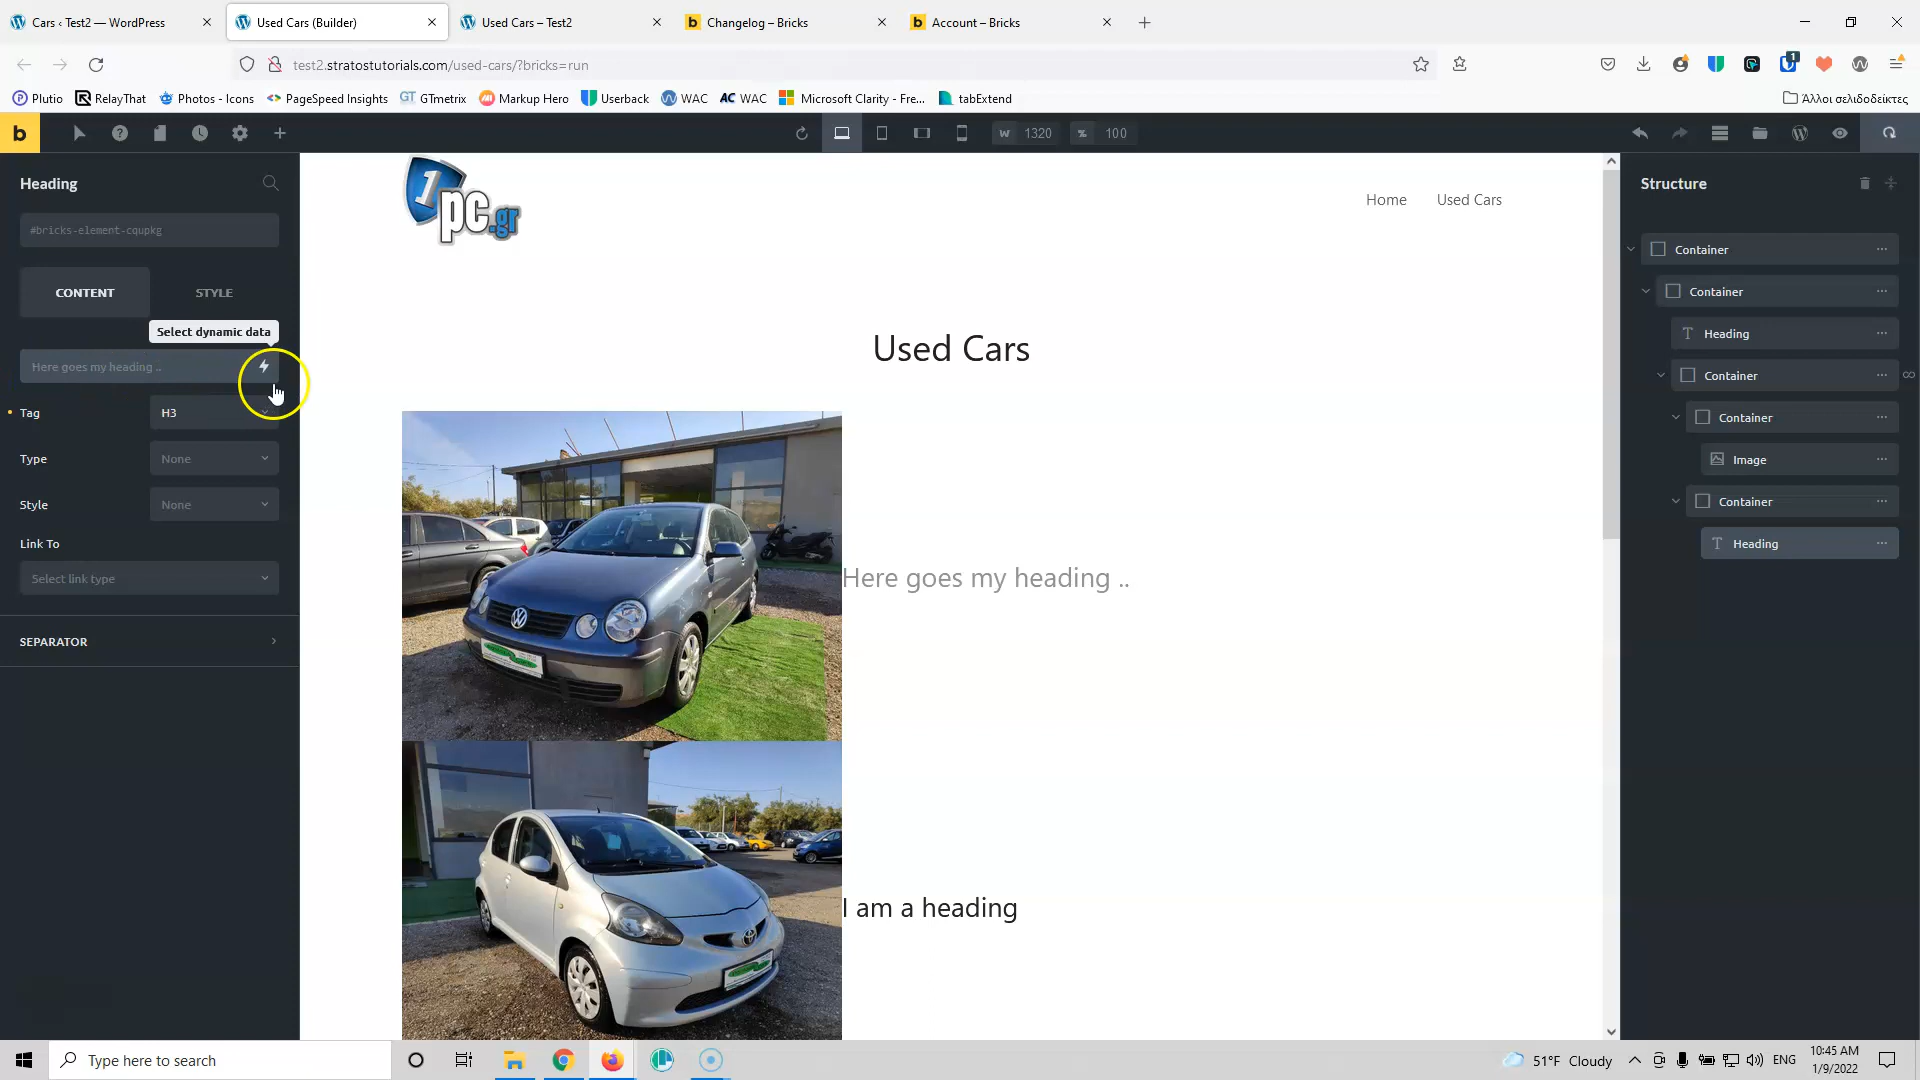 Cars ‹ Test2 — WordPress
Used Cars (Builder)
Used Cars – Test2
Changelog – Bricks
Account – Bricks
test2.stratostutorials.com/used-cars/?bricks=run
1
Plutio
RelayThat
Photos - Icons
PageSpeed Insights
GTmetrix
Markup Hero
Userback
WAC
AC WAC
Microsoft Clarity - Fre...
tabExtend
Άλλοι σελιδοδείκτες
b
W 1320
% 100
Heading
#bricks-element-cqupkg
CONTENT
STYLE
Select dynamic data
Here goes my heading ..
Tag
H3
Type
None
Style
None
Link To
Select link type
SEPARATOR
1pc.gr
Home
Used Cars
Used Cars
Here goes my heading ..
I am a heading
Structure
Container
Container
Heading
Container
Container
Image
Container
Heading
Type here to search
51°F Cloudy
ENG
10:45 AM
1/9/2022